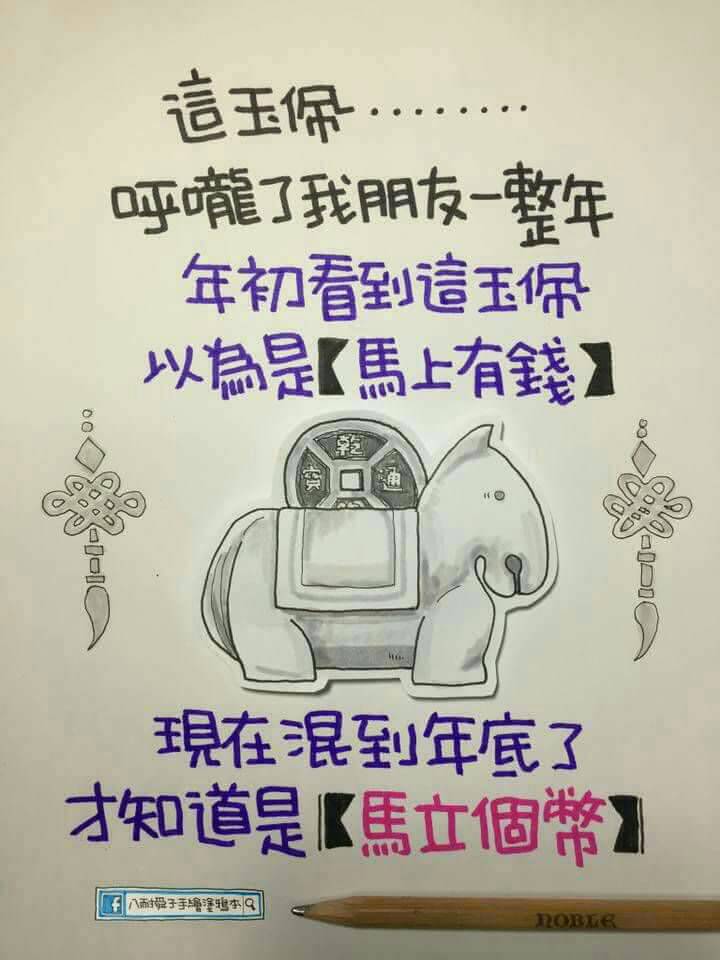 這玉佩‧‧‧‧‧‧‧‧
呼嚨了我朋友一整年
年初看到這玉佩
以為是【馬上有錢】
乾
寶 通
現在混到年底了
才知道是【馬立個幣】
八耐舜子手繪塗鴉本
NOBLE